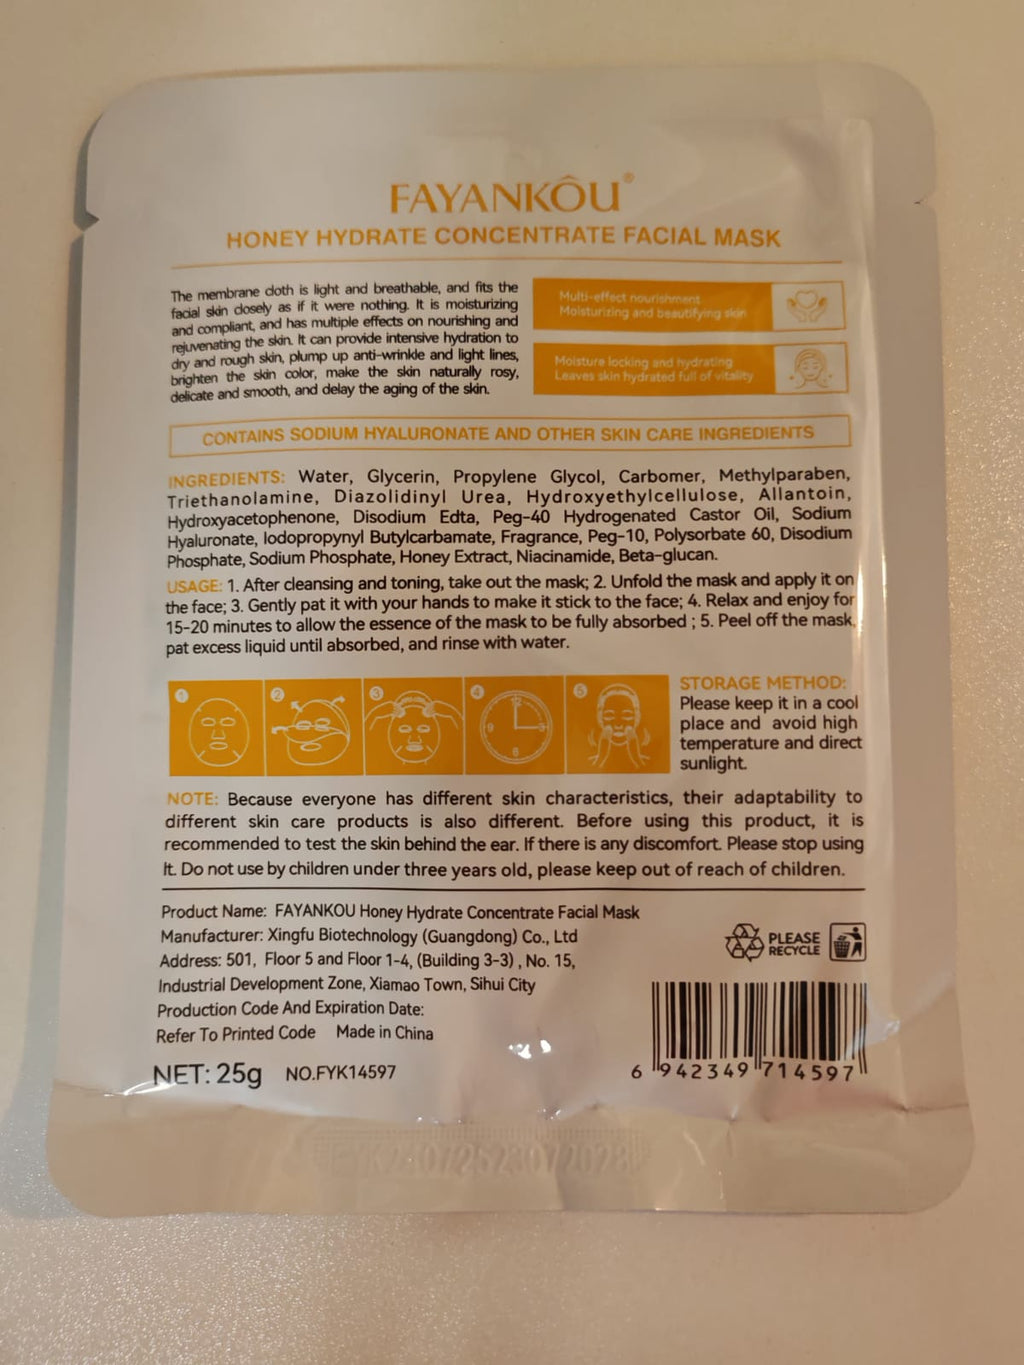 FAYANKÔU®
HONEY HYDRATE CONCENTRATE FACIAL MASK
The membrane cloth is light and breathable, and fits the
facial skin closely as if it were nothing. It is moisturizing
and compliant, and has multiple effects on nourishing and
rejuvenating the skin. It can provide intensive hydration to
dry and rough skin, plump up anti-wrinkle and light lines,
brighten the skin color, make the skin naturally rosy,
delicate and smooth, and delay the aging of the skin.
Multi-effect nourishment
Moisturizing and beautifying skin
Moisture locking and hydrating
Leaves skin hydrated full of vitality
CONTAINS SODIUM HYALURONATE AND OTHER SKIN CARE INGREDIENTS
INGREDIENTS: Water, Glycerin, Propylene Glycol, Carbomer, Methylparaben,
Triethanolamine, Diazolidinyl Urea, Hydroxyethylcellulose, Allantoin,
Hydroxyacetophenone, Disodium Edta, Peg-40 Hydrogenated Castor Oil, Sodium
Hyaluronate, Iodopropynyl Butylcarbamate, Fragrance, Peg-10, Polysorbate 60, Disodium
Phosphate, Sodium Phosphate, Honey Extract, Niacinamide, Beta-glucan.
USAGE: 1. After cleansing and toning, take out the mask; 2. Unfold the mask and apply it on
the face; 3. Gently pat it with your hands to make it stick to the face; 4. Relax and enjoy for
15-20 minutes to allow the essence of the mask to be fully absorbed ; 5. Peel off the mask,
pat excess liquid until absorbed, and rinse with water.
1 2 3 4 5
12
9 3
6
STORAGE METHOD:
Please keep it in a cool
place and avoid high
temperature and direct
sunlight.
NOTE: Because everyone has different skin characteristics, their adaptability to
different skin care products is also different. Before using this product, it is
recommended to test the skin behind the ear. If there is any discomfort. Please stop using
it. Do not use by children under three years old, please keep out of reach of children.
Product Name: FAYANKOU Honey Hydrate Concentrate Facial Mask
Manufacturer: Xingfu Biotechnology (Guangdong) Co., Ltd
Address: 501, Floor 5 and Floor 1-4, (Building 3-3) , No. 15,
Industrial Development Zone, Xiamao Town, Sihui City
Production Code And Expiration Date:
Refer To Printed Code Made in China
NET: 25g NO.FYK14597
PLEASE
RECYCLE
6 942349 714597